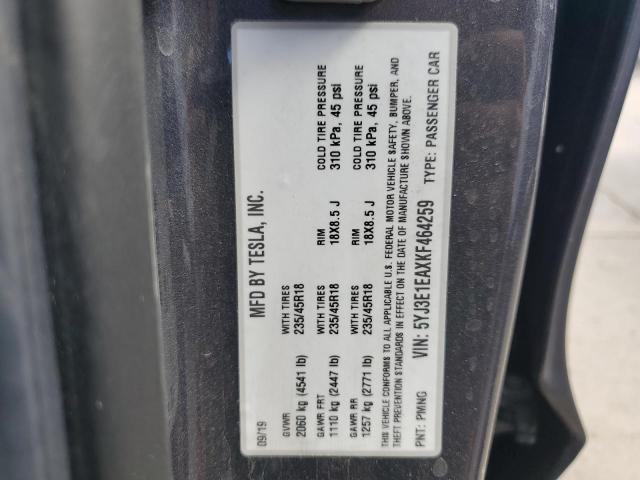 MFD BY TESLA, INC.
09/19
GVWR WITH TIRES RIM COLD TIRE PRESSURE
2060 kg (4541 lb) 235/45R18 18X8.5 J 310 kPa, 45 psi
GAWR FRT WITH TIRES RIM COLD TIRE PRESSURE
1110 kg (2447 lb) 235/45R18 18X8.5 J 310 kPa, 45 psi
GAWR RR WITH TIRES
1257 kg (2771 lb) 235/45R18
THIS VEHICLE CONFORMS TO ALL APPLICABLE U.S. FEDERAL MOTOR VEHICLE SAFETY, BUMPER, AND
THEFT PREVENTION STANDARDS IN EFFECT ON THE DATE OF MANUFACTURE SHOWN ABOVE.
PNT: PMNG VIN: 5YJ3E1EAXKF464259 TYPE: PASSENGER CAR